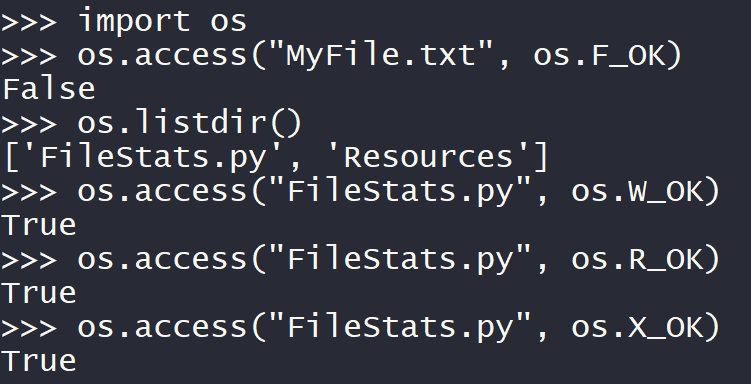 >>> import os
>>> os.access("MyFile.txt", os.F_OK)
False
>>> os.listdir()
['FileStats.py', 'Resources']
>>> os.access("FileStats.py", os.W_OK)
True
>>> os.access("FileStats.py", os.R_OK)
True
>>> os.access("FileStats.py", os.X_OK)
True